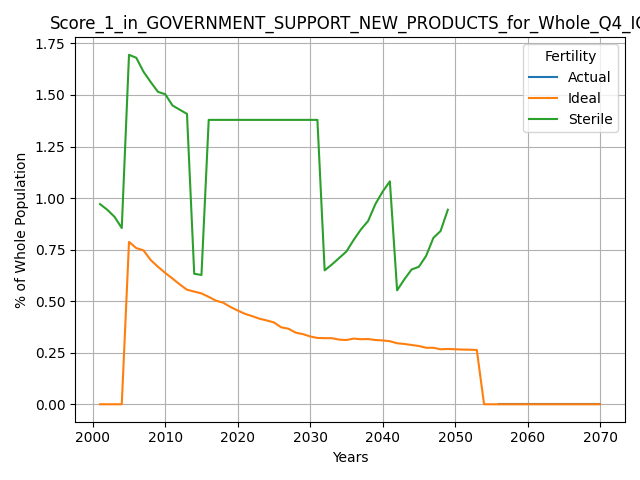 Score_1_in_GOVERNMENT_SUPPORT_NEW_PRODUCTS_for_Whole_Q4_IC
Fertility
Actual
Ideal
Sterile
% of Whole Population
1.75
1.50
1.25
1.00
0.75
0.50
0.25
0.00
2000 2010 2020 2030 2040 2050 2060 2070
Years